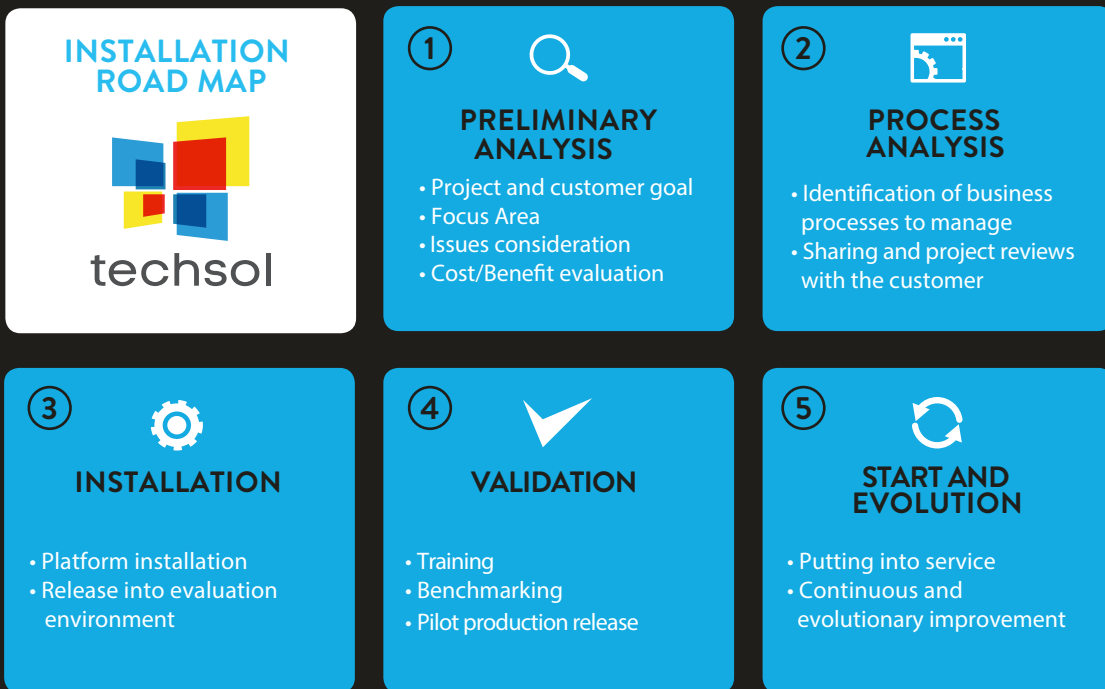 INSTALLATION
ROAD MAP
techsol
1
PRELIMINARY
ANALYSIS
• Project and customer goal
• Focus Area
• Issues consideration
• Cost/Benefit evaluation
2
PROCESS
ANALYSIS
• Identification of business
processes to manage
• Sharing and project reviews
with the customer
3
INSTALLATION
• Platform installation
• Release into evaluation
environment
4
VALIDATION
• Training
• Benchmarking
• Pilot production release
5
START AND
EVOLUTION
• Putting into service
• Continuous and
evolutionary improvement